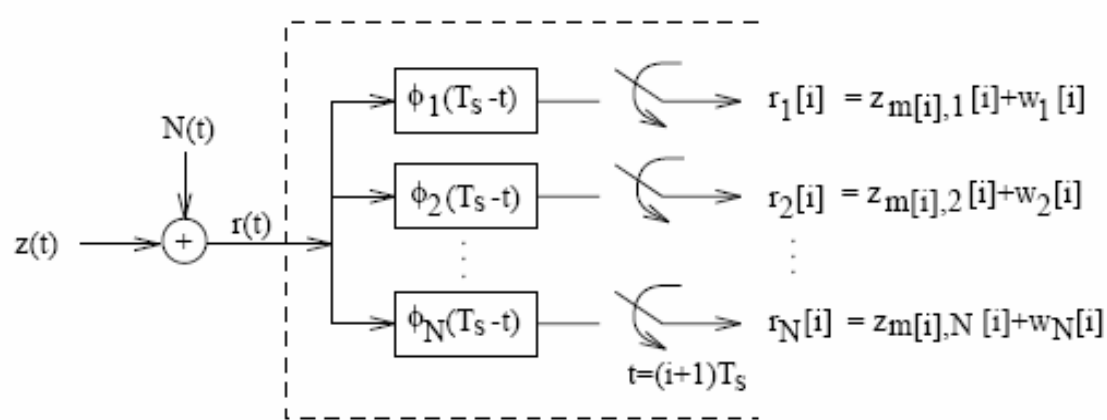 ϕ1(Ts-t)
r1[i] = zm[i],1[i]+w1[i]
N(t)
ϕ2(Ts-t)
r2[i] = zm[i],2[i]+w2[i]
z(t)
+
r(t)
ϕN(Ts-t)
rN[i] = zm[i],N[i]+wN[i]
t=(i+1)Ts